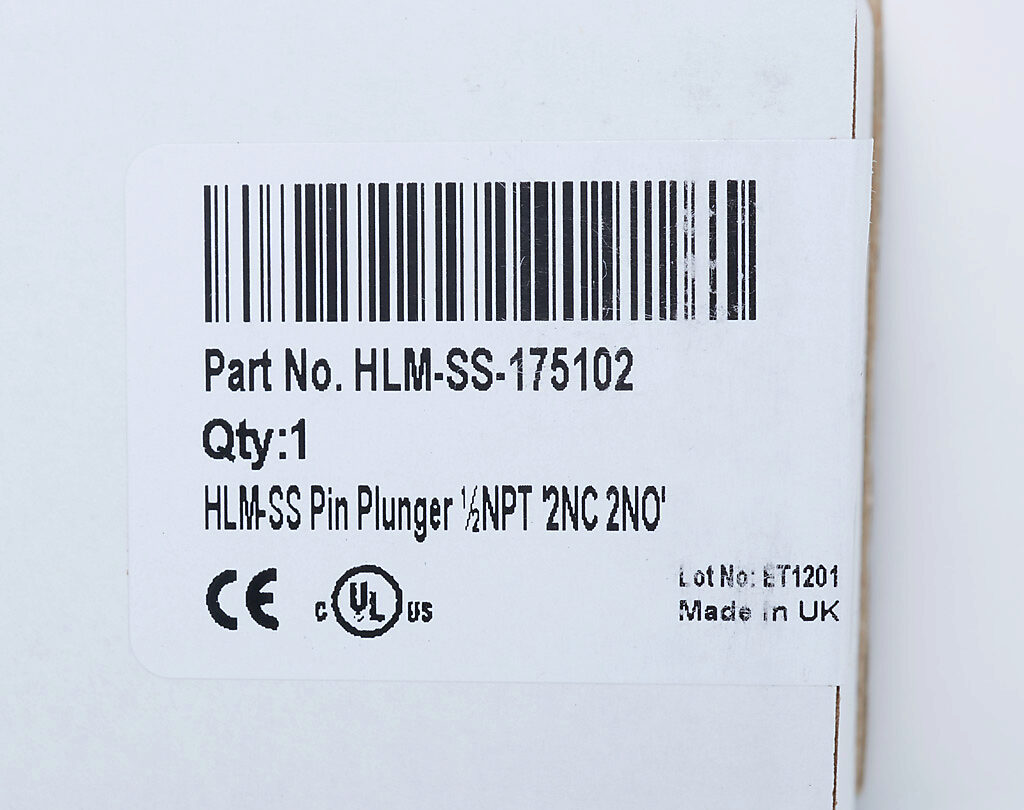 Part No. HLM-SS-175102
Qty:1
HLM-SS Pin Plunger ½NPT '2NC 2NO'
CE
c UL us
Lot No: ET1201
Made in UK